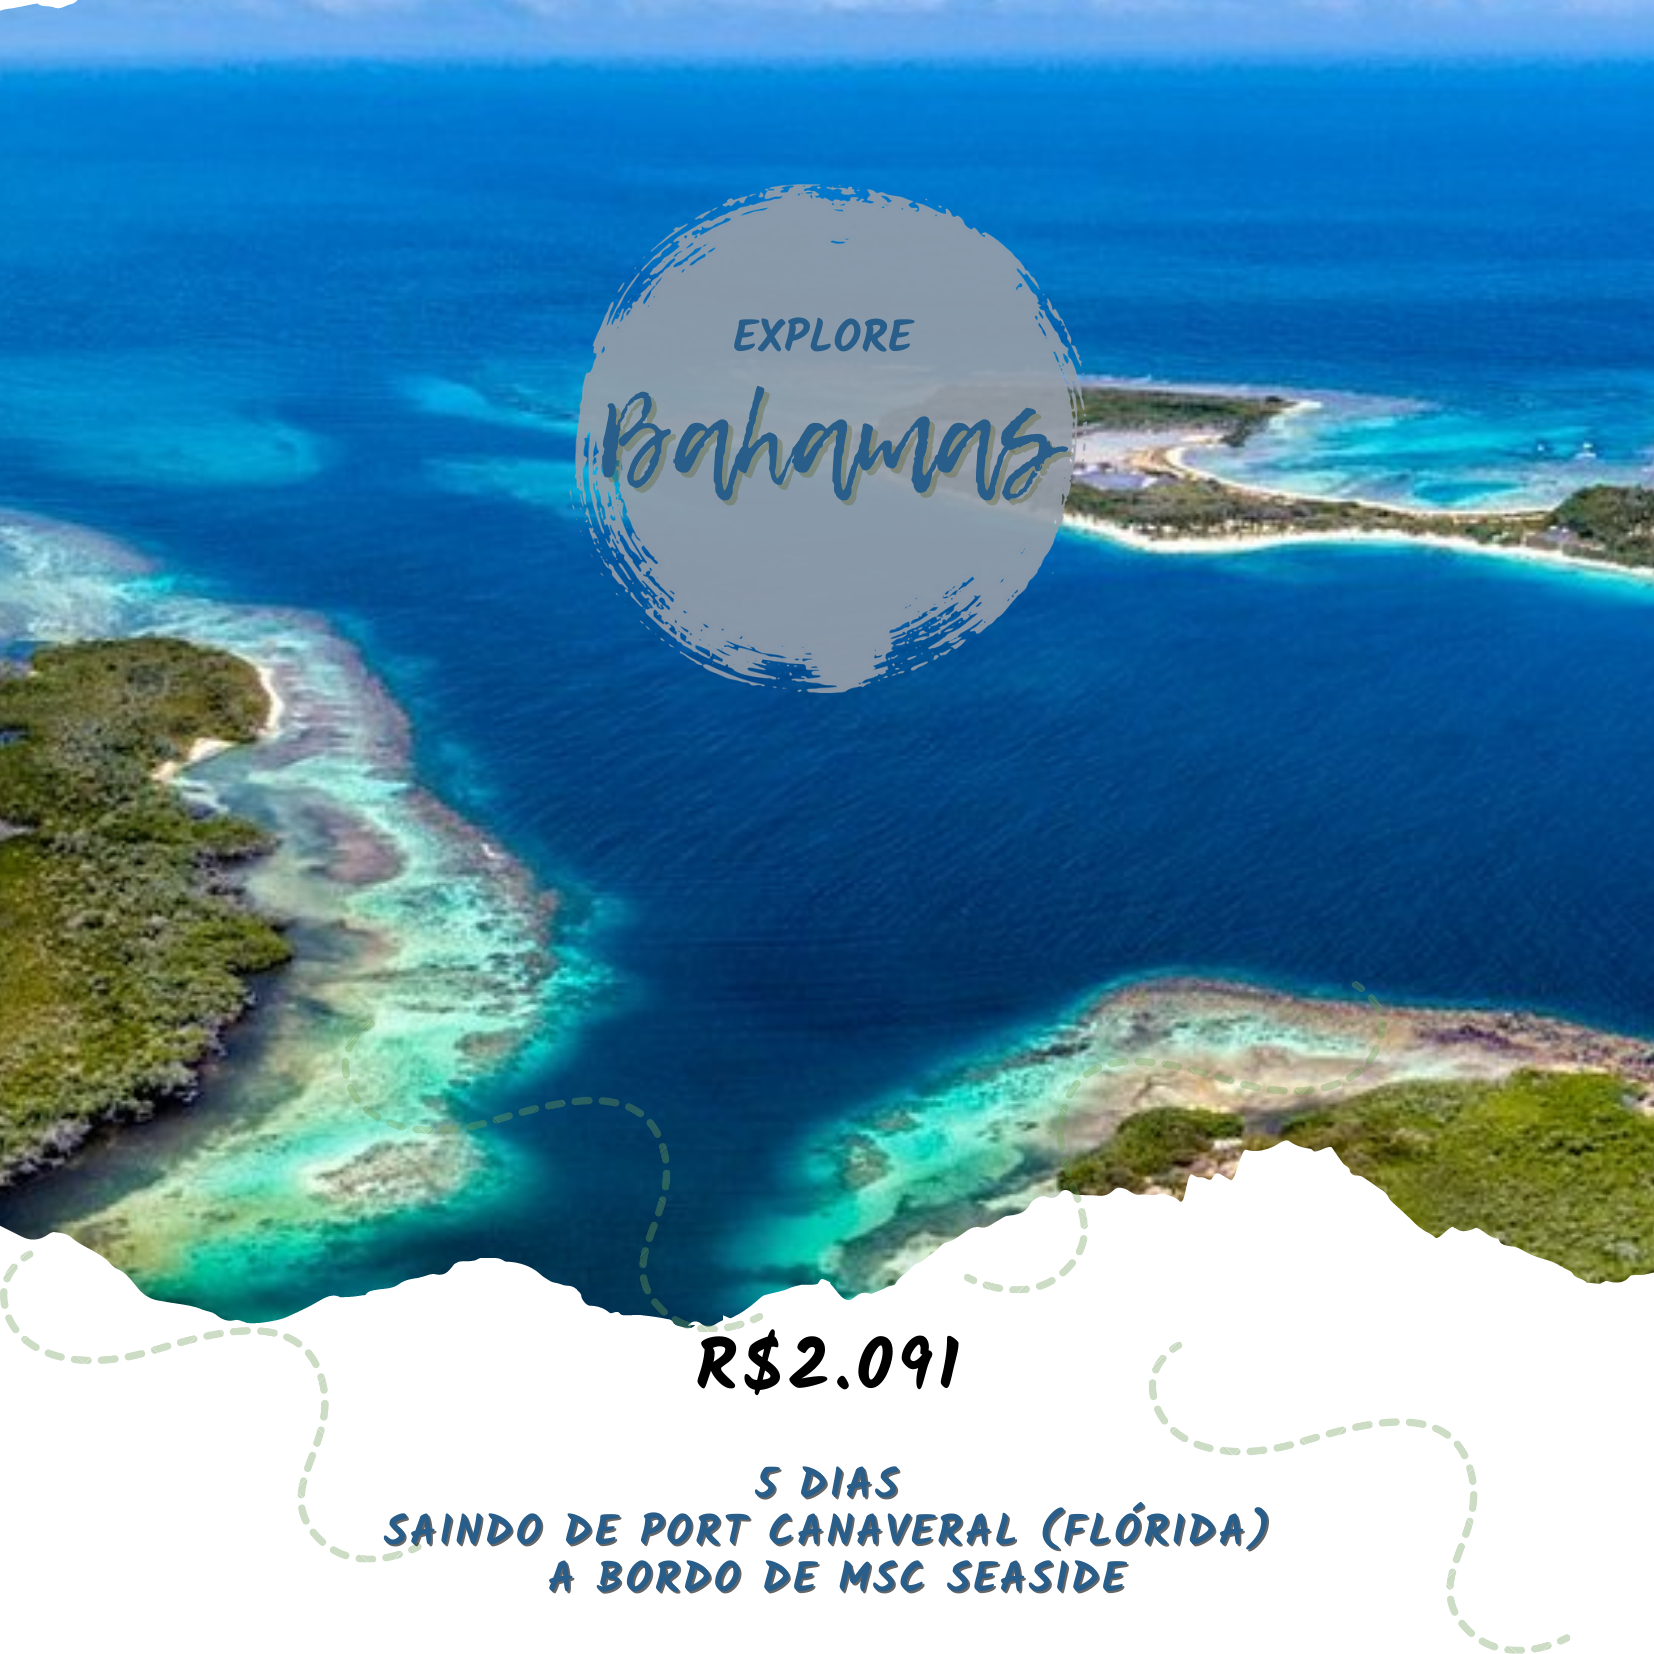 EXPLORE
Bahamas
R$2.091
5 DIAS
SAINDO DE PORT CANAVERAL (FLÓRIDA)
A BORDO DE MSC SEASIDE